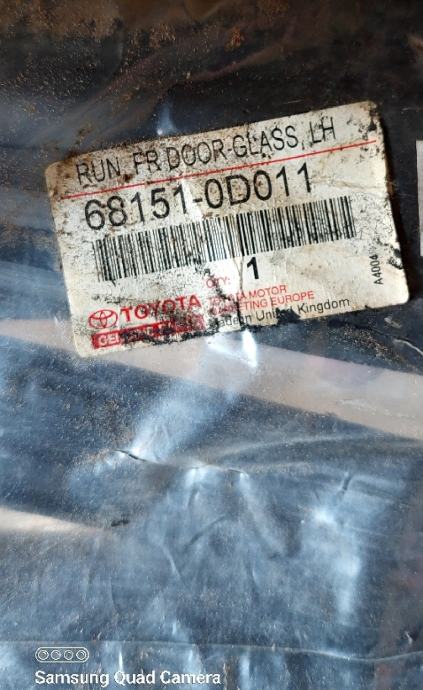 RUN, FR DOOR GLASS, LH
68151-0D011
QTY: 1
TOYOTA
TOYOTA MOTOR
MARKETING EUROPE
United Kingdom
A4004
Samsung Quad Camera